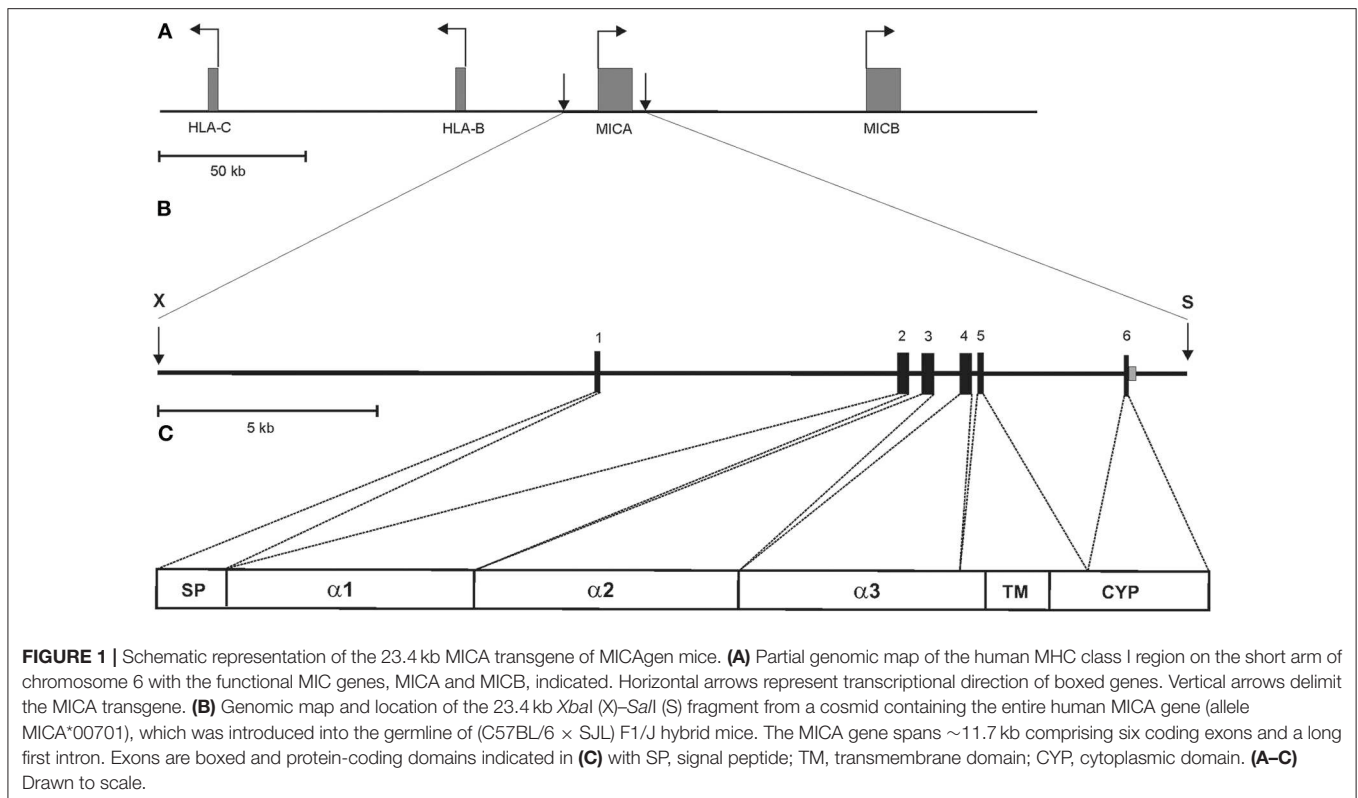 A
HLA-C
HLA-B
MICA
MICB
50 kb
B
X
S
1
2
3
4
5
6
5 kb
C
SP
α1
α2
α3
TM
CYP
FIGURE 1 | Schematic representation of the 23.4 kb MICA transgene of MICAgen mice. (A) Partial genomic map of the human MHC class I region on the short arm of
chromosome 6 with the functional MIC genes, MICA and MICB, indicated. Horizontal arrows represent transcriptional direction of boxed genes. Vertical arrows delimit
the MICA transgene. (B) Genomic map and location of the 23.4 kb XbaI (X)–SalI (S) fragment from a cosmid containing the entire human MICA gene (allele
MICA*00701), which was introduced into the germline of (C57BL/6 × SJL) F1/J hybrid mice. The MICA gene spans ~11.7 kb comprising six coding exons and a long
first intron. Exons are boxed and protein-coding domains indicated in (C) with SP, signal peptide; TM, transmembrane domain; CYP, cytoplasmic domain. (A–C)
Drawn to scale.